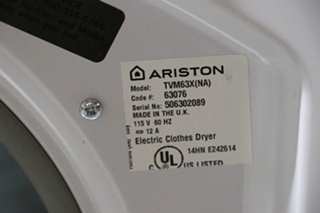 ARISTON
Model: TVM63X(NA)
Code #: 63076
Serial No: 506302089
MADE IN THE U.K.
115 V 60 HZ
12 A
Electric Clothes Dryer
UL
14HN E242614
C US LISTED